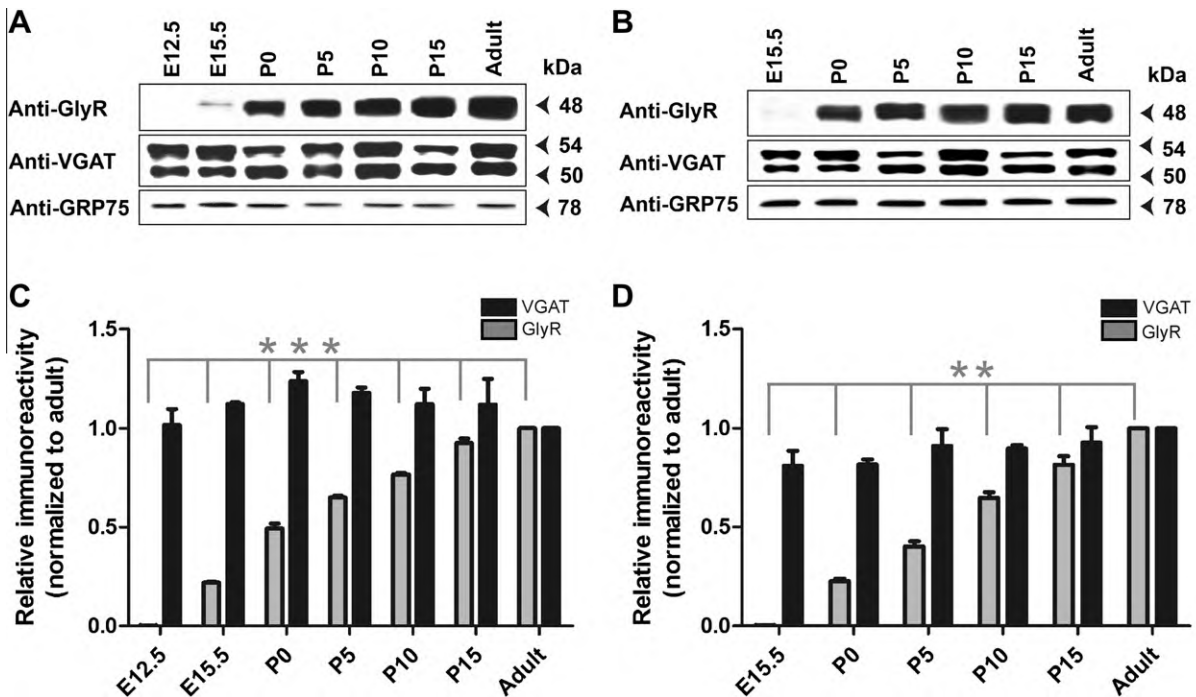 A
E12.5 E15.5 P0 P5 P10 P15 Adult
kDa
Anti-GlyR 48
Anti-VGAT 54
50
Anti-GRP75 78
B
E15.5 P0 P5 P10 P15 Adult
kDa
Anti-GlyR 48
Anti-VGAT 54
50
Anti-GRP75 78
C
VGAT
GlyR
Relative immunoreactivity
(normalized to adult)
1.5
1.0
0.5
0.0
* * *
E12.5 E15.5 P0 P5 P10 P15 Adult
D
VGAT
GlyR
Relative immunoreactivity
(normalized to adult)
1.5
1.0
0.5
0.0
* *
E15.5 P0 P5 P10 P15 Adult